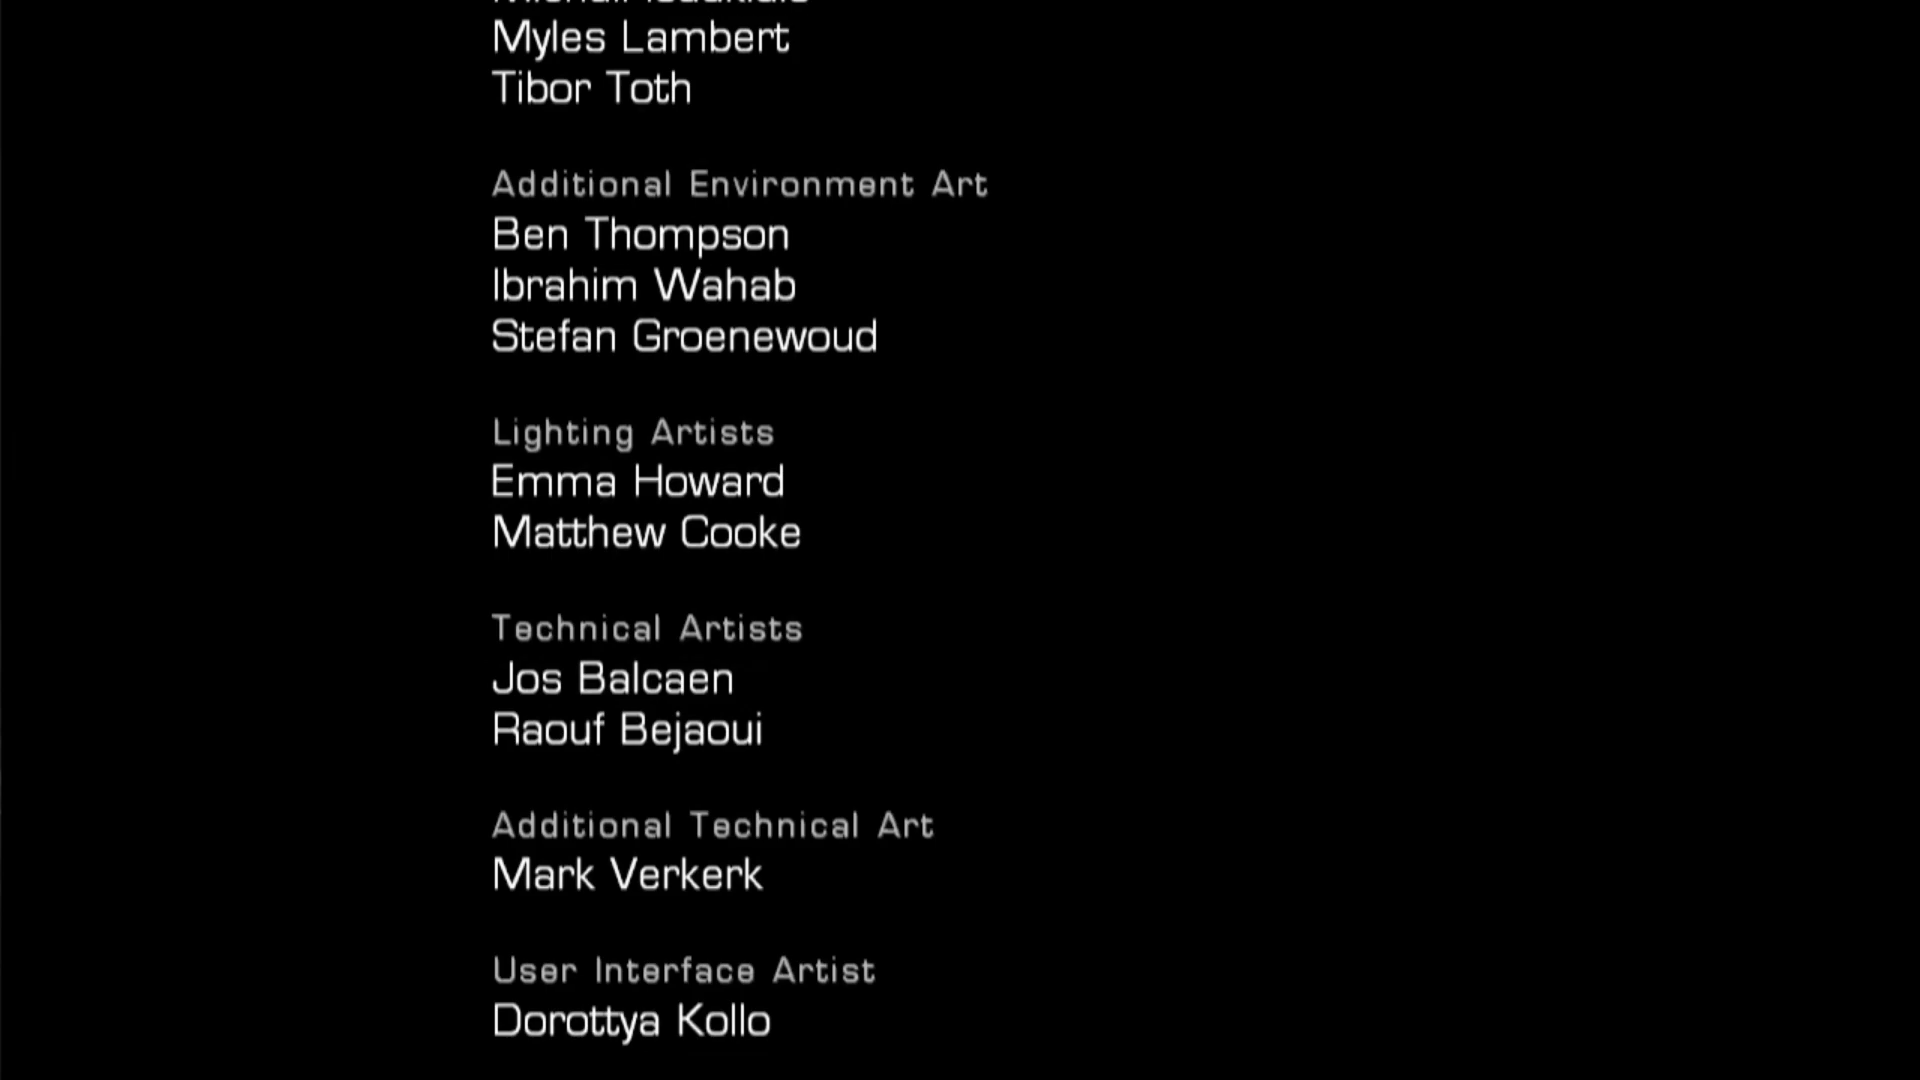 Myles Lambert
Tibor Toth
Additional Environment Art
Ben Thompson
Ibrahim Wahab
Stefan Groenewoud
Lighting Artists
Emma Howard
Matthew Cooke
Technical Artists
Jos Balcaen
Raouf Bejaoui
Additional Technical Art
Mark Verkerk
User Interface Artist
Dorottya Kollo